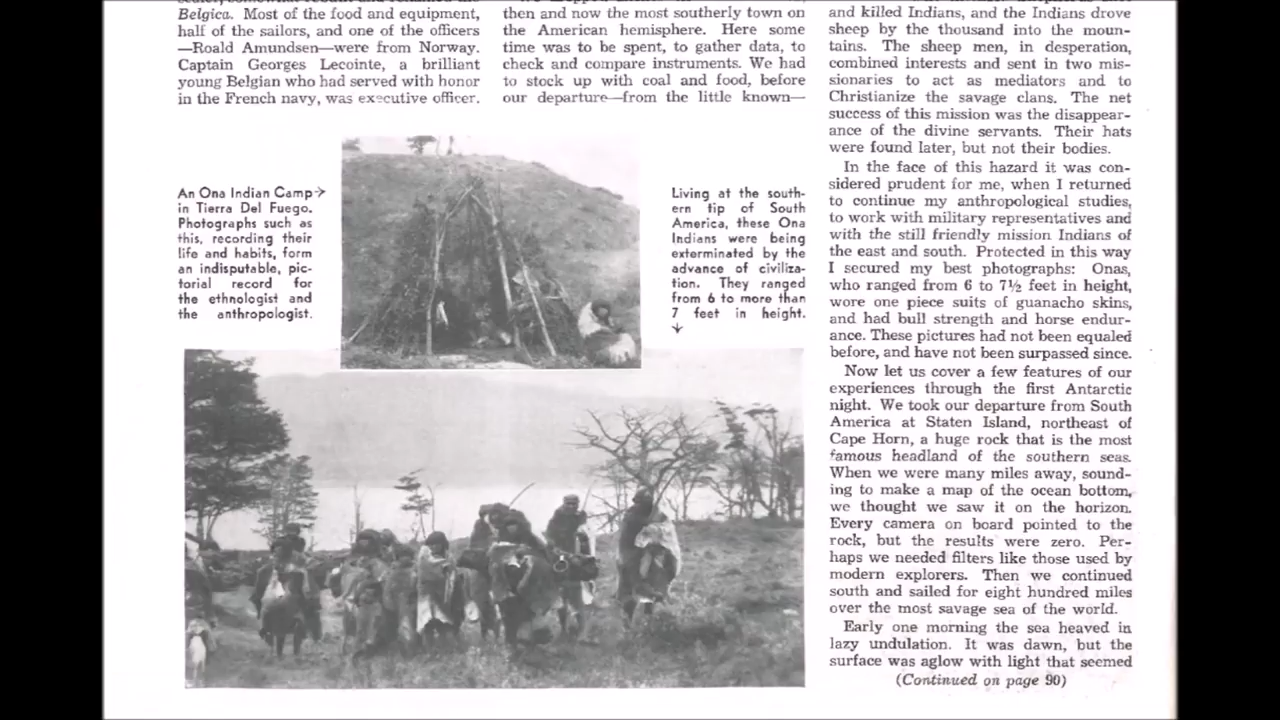 Belgica. Most of the food and equipment,
half of the sailors, and one of the officers
—Roald Amundsen—were from Norway.
Captain Georges Lecointe, a brilliant
young Belgian who had served with honor
in the French navy, was executive officer.
then and now the most southerly town on
the American hemisphere. Here some
time was to be spent, to gather data, to
check and compare instruments. We had
to stock up with coal and food, before
our departure—from the little known—
An Ona Indian Camp→
in Tierra Del Fuego.
Photographs such as
this, recording their
life and habits, form
an indisputable, pic-
torial record for
the ethnologist and
the anthropologist.
Living at the south-
ern tip of South
America, these Ona
Indians were being
exterminated by the
advance of civiliza-
tion. They ranged
from 6 to more than
7 feet in height.
↓
and killed Indians, and the Indians drove
sheep by the thousand into the moun-
tains. The sheep men, in desperation,
combined interests and sent in two mis-
sionaries to act as mediators and to
Christianize the savage clans. The net
success of this mission was the disappear-
ance of the divine servants. Their hats
were found later, but not their bodies.
In the face of this hazard it was con-
sidered prudent for me, when I returned
to continue my anthropological studies,
to work with military representatives and
with the still friendly mission Indians of
the east and south. Protected in this way
I secured my best photographs: Onas,
who ranged from 6 to 7½ feet in height,
wore one piece suits of guanacho skins,
and had bull strength and horse endur-
ance. These pictures had not been equaled
before, and have not been surpassed since.
Now let us cover a few features of our
experiences through the first Antarctic
night. We took our departure from South
America at Staten Island, northeast of
Cape Horn, a huge rock that is the most
famous headland of the southern seas.
When we were many miles away, sound-
ing to make a map of the ocean bottom,
we thought we saw it on the horizon.
Every camera on board pointed to the
rock, but the results were zero. Per-
haps we needed filters like those used by
modern explorers. Then we continued
south and sailed for eight hundred miles
over the most savage sea of the world.
Early one morning the sea heaved in
lazy undulation. It was dawn, but the
surface was aglow with light that seemed
(Continued on page 90)